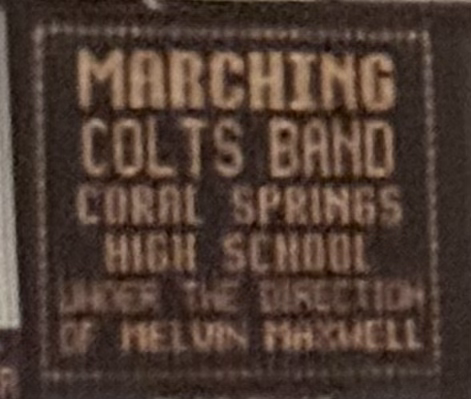 MARCHING
COLTS BAND
CORAL SPRINGS
HIGH SCHOOL
UNDER THE DIRECTION
OF MELVIN MAXWELL
R